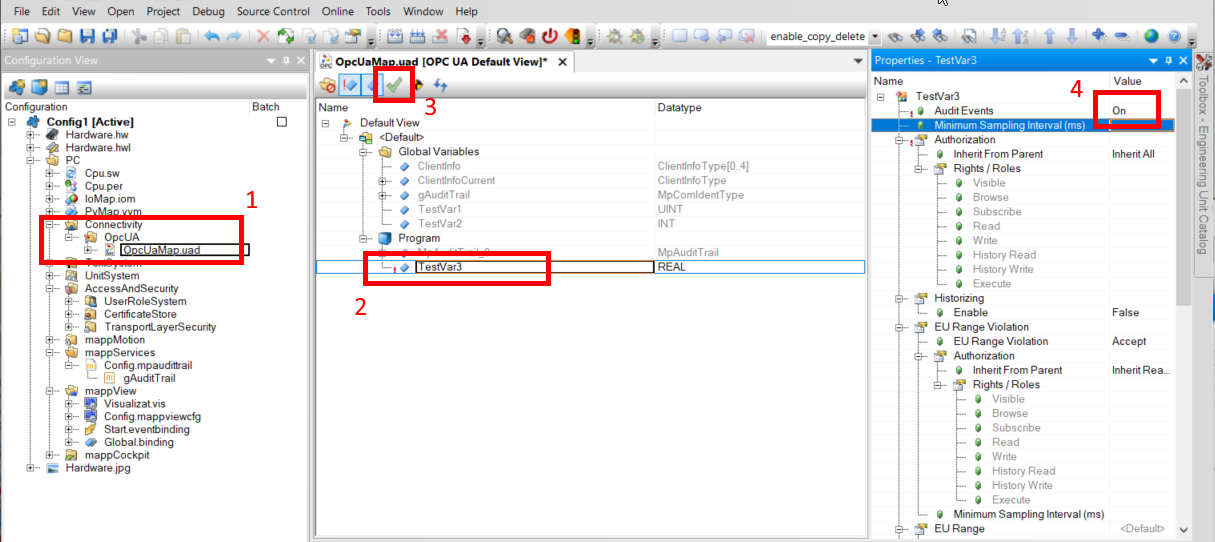 File Edit View Open Project Debug Source Control Online Tools Window Help
enable_copy_delete
Configuration View
Configuration Batch
Config1 [Active]
Hardware.hw
Hardware.hwl
PC
Cpu.sw
Cpu.per
IoMap.iom
PvMap.vvm
Connectivity
OpcUA
OpcUaMap.uad
TextSystem
UnitSystem
AccessAndSecurity
UserRoleSystem
CertificateStore
TransportLayerSecurity
mappMotion
mappServices
Config.mpaudittrail
gAuditTrail
mappView
Visualizat.vis
Config.mappviewcfg
Start.eventbinding
Global.binding
mappCockpit
Hardware.jpg
1
OpcUaMap.uad [OPC UA Default View]*
3
Name Datatype
Default View
<Default>
Global Variables
ClientInfo ClientInfoType[0..4]
ClientInfoCurrent ClientInfoType
gAuditTrail MpComIdentType
TestVar1 UINT
TestVar2 INT
Program
MpAuditTrail_0 MpAuditTrail
TestVar3 REAL
2
Properties - TestVar3
Name Value
4
TestVar3
Audit Events On
Minimum Sampling Interval (ms)
Authorization
Inherit From Parent Inherit All
Rights / Roles
Visible
Browse
Subscribe
Read
Write
History Read
History Write
Execute
Historizing
Enable False
EU Range Violation
EU Range Violation Accept
Authorization
Inherit From Parent Inherit Rea...
Rights / Roles
Visible
Browse
Subscribe
Read
Write
History Read
History Write
Execute
Minimum Sampling Interval (ms)
EU Range <Default>
Toolbox - Engineering Unit Catalog